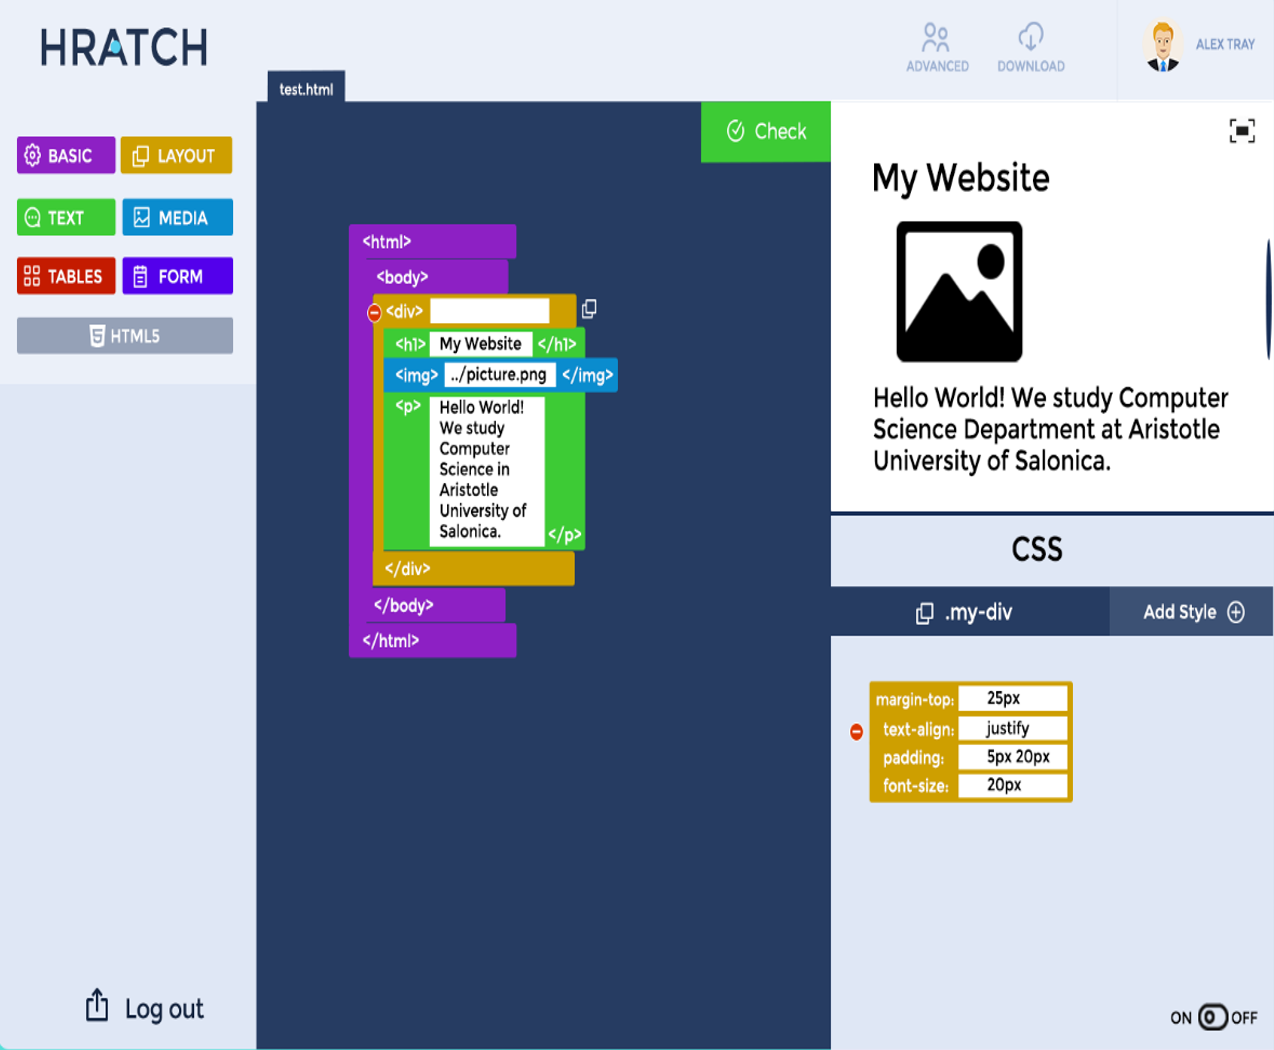 HRATCH
ADVANCED
DOWNLOAD
ALEX TRAY
test.html
BASIC
LAYOUT
TEXT
MEDIA
TABLES
FORM
HTML5
Log out
Check
<html>
<body>
<div>
<h1> My Website </h1>
<img> ../picture.png </img>
<p> Hello World!
We study
Computer
Science in
Aristotle
University of
Salonica. </p>
</div>
</body>
</html>
My Website
Hello World! We study Computer
Science Department at Aristotle
University of Salonica.
CSS
.my-div
Add Style
margin-top: 25px
text-align: justify
padding: 5px 20px
font-size: 20px
ON OFF